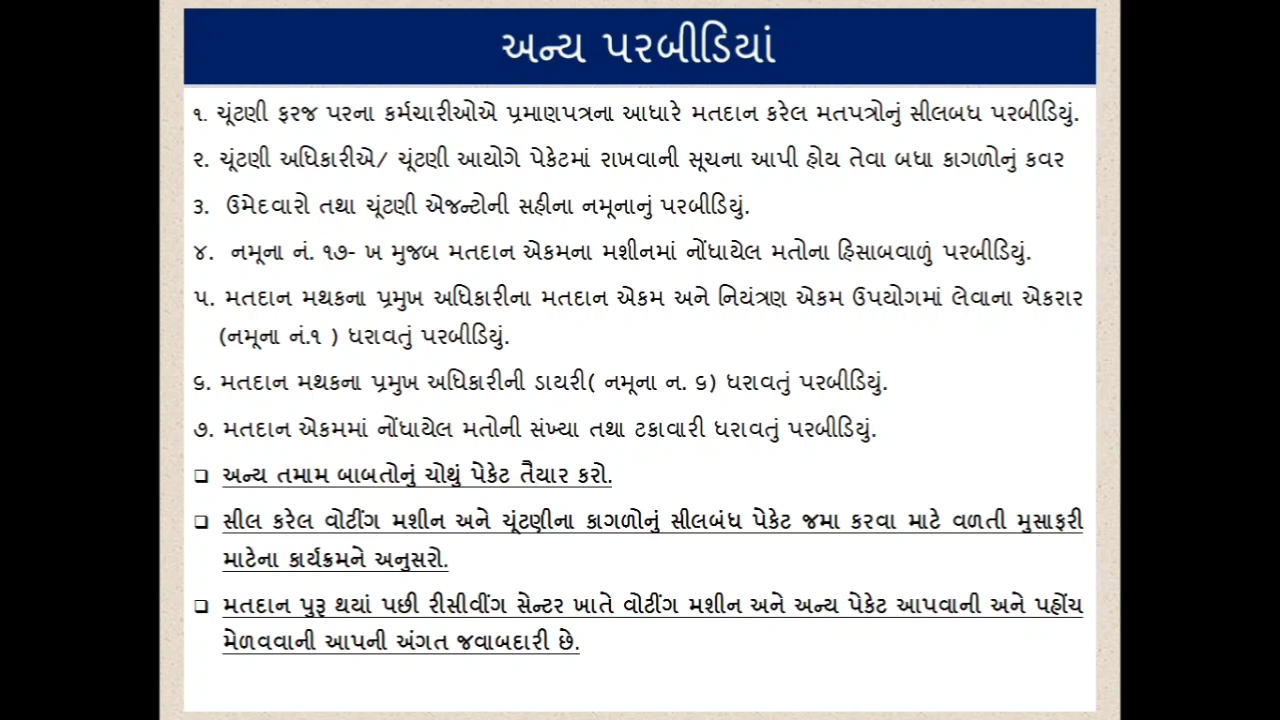 અન્ય પરબીડિયાં
૧. ચૂંટણી ફરજ પરના કર્મચારીઓએ પ્રમાણપત્રના આધારે મતદાન કરેલ મતપત્રોનું સીલબધ પરબીડિયું.
૨. ચૂંટણી અધિકારીએ/ ચૂંટણી આયોગે પેકેટમાં રાખવાની સૂચના આપી હોય તેવા બધા કાગળોનું કવર
૩. ઉમેદવારો તથા ચૂંટણી એજન્ટોની સહીના નમૂનાનું પરબીડિયું.
૪. નમૂના નં. ૧૭- ખ મુજબ મતદાન એકમના મશીનમાં નોંધાયેલ મતોના હિસાબવાળું પરબીડિયું.
૫. મતદાન મથકના પ્રમુખ અધિકારીના મતદાન એકમ અને નિયંત્રણ એકમ ઉપયોગમાં લેવાના એકરાર
(નમૂના નં.૧ ) ધરાવતું પરબીડિયું.
૬. મતદાન મથકના પ્રમુખ અધિકારીની ડાયરી( નમૂના ન. ૬) ધરાવતું પરબીડિયું.
૭. મતદાન એકમમાં નોંધાયેલ મતોની સંખ્યા તથા ટકાવારી ધરાવતું પરબીડિયું.
❑ અન્ય તમામ બાબતોનું ચોથું પેકેટ તૈયાર કરો.
❑ સીલ કરેલ વોટીંગ મશીન અને ચૂંટણીના કાગળોનું સીલબંધ પેકેટ જમા કરવા માટે વળતી મુસાફરી
માટેના કાર્યક્રમને અનુસરો.
❑ મતદાન પુરૂ થયાં પછી રીસીવીંગ સેન્ટર ખાતે વોટીંગ મશીન અને અન્ય પેકેટ આપવાની અને પહોંચ
મેળવવાની આપની અંગત જવાબદારી છે.